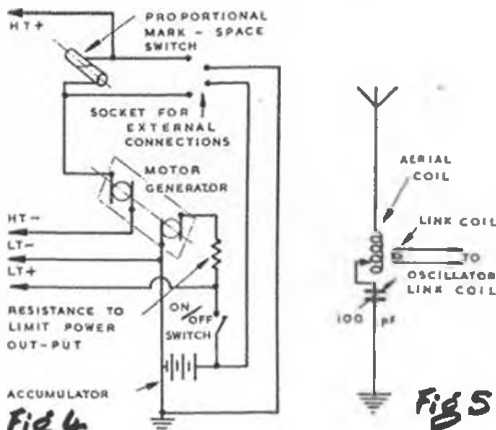 HT+
PROPORTIONAL
MARK - SPACE
SWITCH
SOCKET FOR
EXTERNAL
CONNECTIONS
MOTOR
GENERATOR
HT-
LT-
LT+
RESISTANCE TO
LIMIT POWER
OUT-PUT
ON/OFF
SWITCH
ACCUMULATOR
Fig 4
AERIAL
COIL
LINK COIL
TO
OSCILLATOR
LINK COIL
100 pF
Fig 5